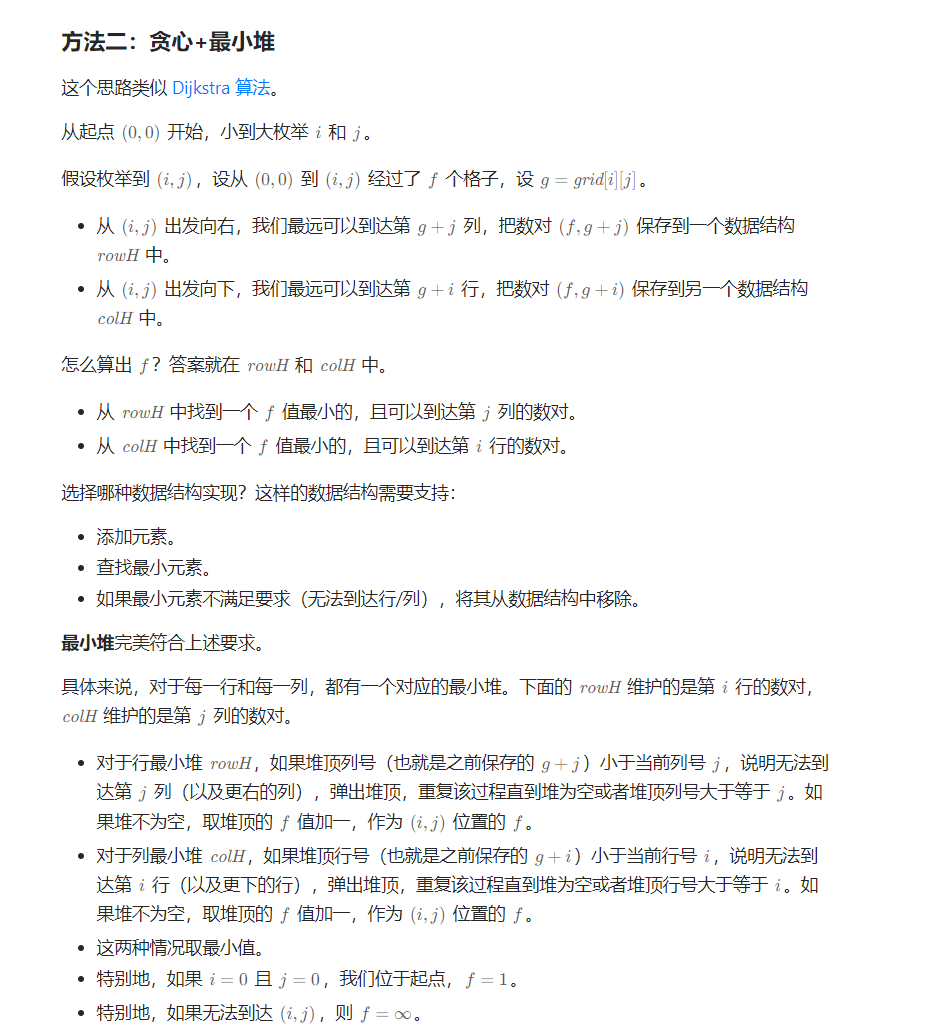 方法二：贪心+最小堆
这个思路类似 Dijkstra 算法。
从起点 (0,0) 开始，小到大枚举 i 和 j。
假设枚举到 (i,j)，设从 (0,0) 到 (i,j) 经过了 f 个格子，设 g = grid[i][j]。
• 从 (i,j) 出发向右，我们最远可以到达第 g+j 列，把数对 (f,g+j) 保存到一个数据结构
rowH 中。
• 从 (i,j) 出发向下，我们最远可以到达第 g+i 行，把数对 (f,g+i) 保存到另一个数据结构
colH 中。
怎么算出 f？答案就在 rowH 和 colH 中。
• 从 rowH 中找到一个 f 值最小的，且可以到达第 j 列的数对。
• 从 colH 中找到一个 f 值最小的，且可以到达第 i 行的数对。
选择哪种数据结构实现？这样的数据结构需要支持：
• 添加元素。
• 查找最小元素。
• 如果最小元素不满足要求（无法到达行/列），将其从数据结构中移除。
最小堆完美符合上述要求。
具体来说，对于每一行和每一列，都有一个对应的最小堆。下面的 rowH 维护的是第 i 行的数对，
colH 维护的是第 j 列的数对。
• 对于行最小堆 rowH，如果堆顶列号（也就是之前保存的 g+j）小于当前列号 j，说明无法到
达第 j 列（以及更右的列），弹出堆顶，重复该过程直到堆为空或者堆顶列号大于等于 j。如
果堆不为空，取堆顶的 f 值加一，作为 (i,j) 位置的 f。
• 对于列最小堆 colH，如果堆顶行号（也就是之前保存的 g+i）小于当前行号 i，说明无法到
达第 i 行（以及更下的行），弹出堆顶，重复该过程直到堆为空或者堆顶行号大于等于 i。如
果堆不为空，取堆顶的 f 值加一，作为 (i,j) 位置的 f。
• 这两种情况取最小值。
• 特别地，如果 i=0 且 j=0，我们位于起点，f=1。
• 特别地，如果无法到达 (i,j)，则 f=∞。